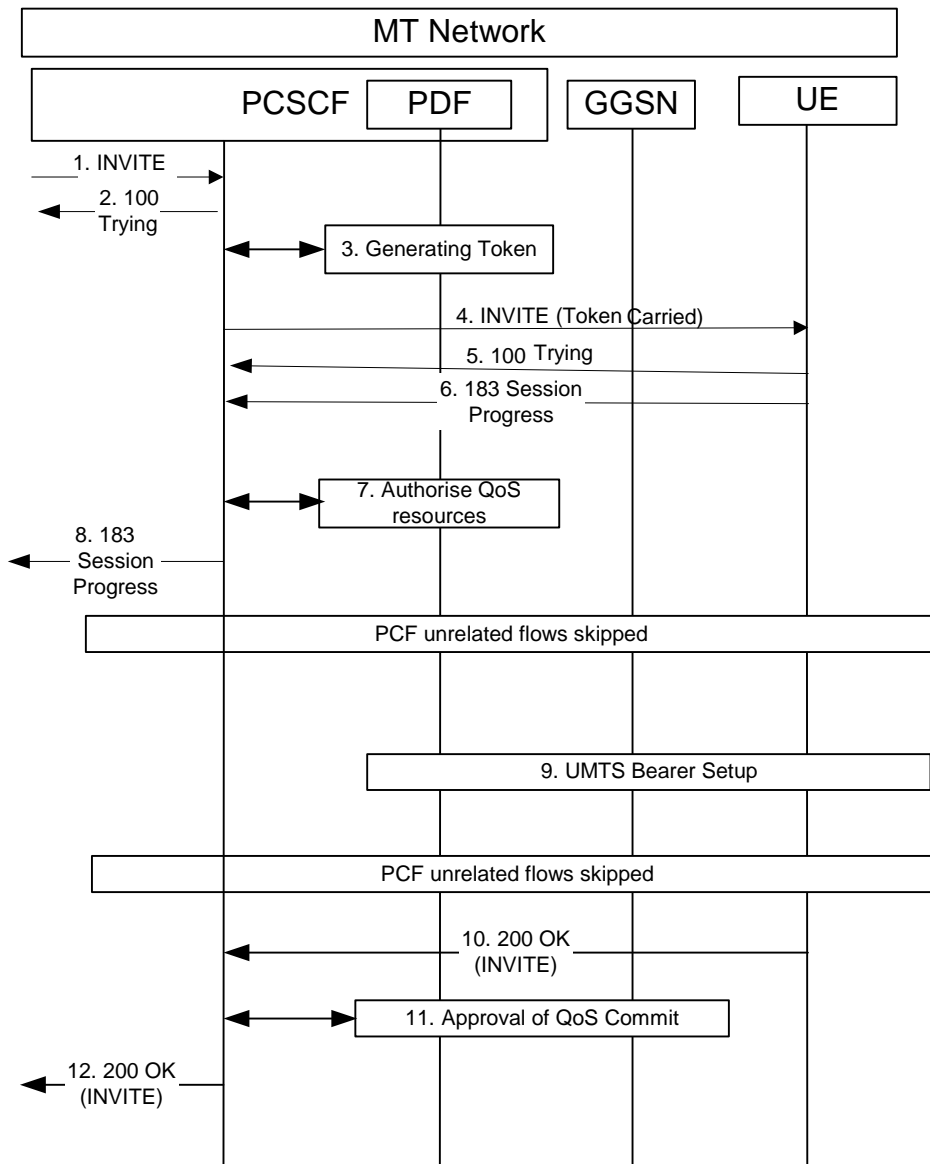 MT Network
PCSCF
PDF
GGSN
UE
1. INVITE
2. 100
Trying
3. Generating Token
4. INVITE (Token Carried)
5. 100 Trying
6. 183 Session
Progress
7. Authorise QoS
resources
8. 183
Session
Progress
PCF unrelated flows skipped
9. UMTS Bearer Setup
PCF unrelated flows skipped
10. 200 OK
(INVITE)
11. Approval of QoS Commit
12. 200 OK
(INVITE)